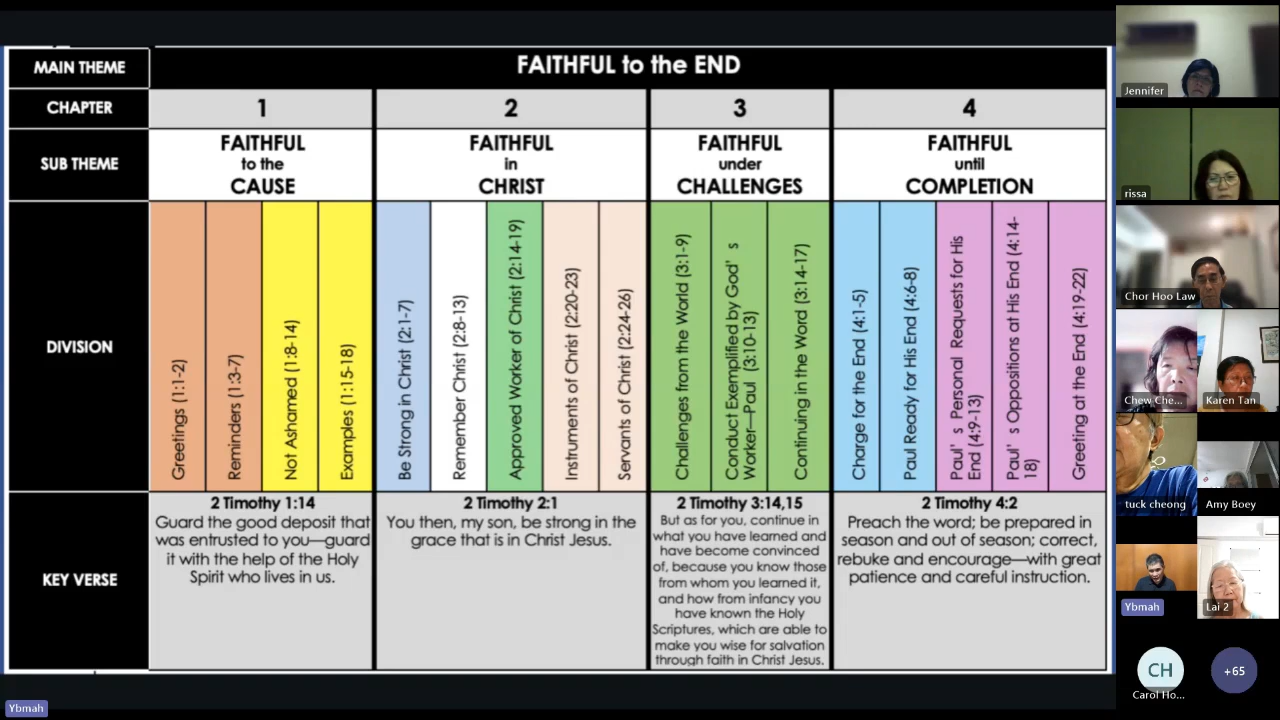 MAIN THEME
FAITHFUL to the END
CHAPTER
1
2
3
4
SUB THEME
FAITHFUL
to the
CAUSE
FAITHFUL
in
CHRIST
FAITHFUL
under
CHALLENGES
FAITHFUL
until
COMPLETION
DIVISION
Greetings (1:1-2)
Reminders (1:3-7)
Not Ashamed (1:8-14)
Examples (1:15-18)
Be Strong in Christ (2:1-7)
Remember Christ (2:8-13)
Approved Worker of Christ (2:14-19)
Instruments of Christ (2:20-23)
Servants of Christ (2:24-26)
Challenges from the World (3:1-9)
Conduct Exemplified by God' s
Worker—Paul (3:10-13)
Continuing in the Word (3:14-17)
Charge for the End (4:1-5)
Paul Ready for His End (4:6-8)
Paul' s Personal Requests for His
End (4:9-13)
Paul' s Oppositions at His End (4:14-
18)
Greeting at the End (4:19-22)
KEY VERSE
2 Timothy 1:14
Guard the good deposit that
was entrusted to you—guard
it with the help of the Holy
Spirit who lives in us.
2 Timothy 2:1
You then, my son, be strong in the
grace that is in Christ Jesus.
2 Timothy 3:14,15
But as for you, continue in
what you have learned and
have become convinced
of, because you know those
from whom you learned it,
and how from infancy you
have known the Holy
Scriptures, which are able to
make you wise for salvation
through faith in Christ Jesus.
2 Timothy 4:2
Preach the word; be prepared in
season and out of season; correct,
rebuke and encourage—with great
patience and careful instruction.
Jennifer
rissa
Chor Hoo Law
Chew Che...
Karen Tan
tuck cheong
Amy Boey
Ybmah
Lai 2
CH
Carol Ho...
+65
Ybmah